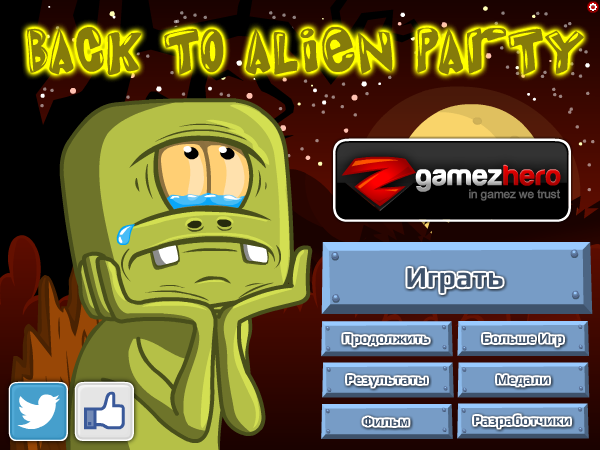 Back to Alien Party
gamezhero
in gamez we trust
Играть
Продолжить
Больше Игр
Результаты
Медали
Фильм
Разработчики